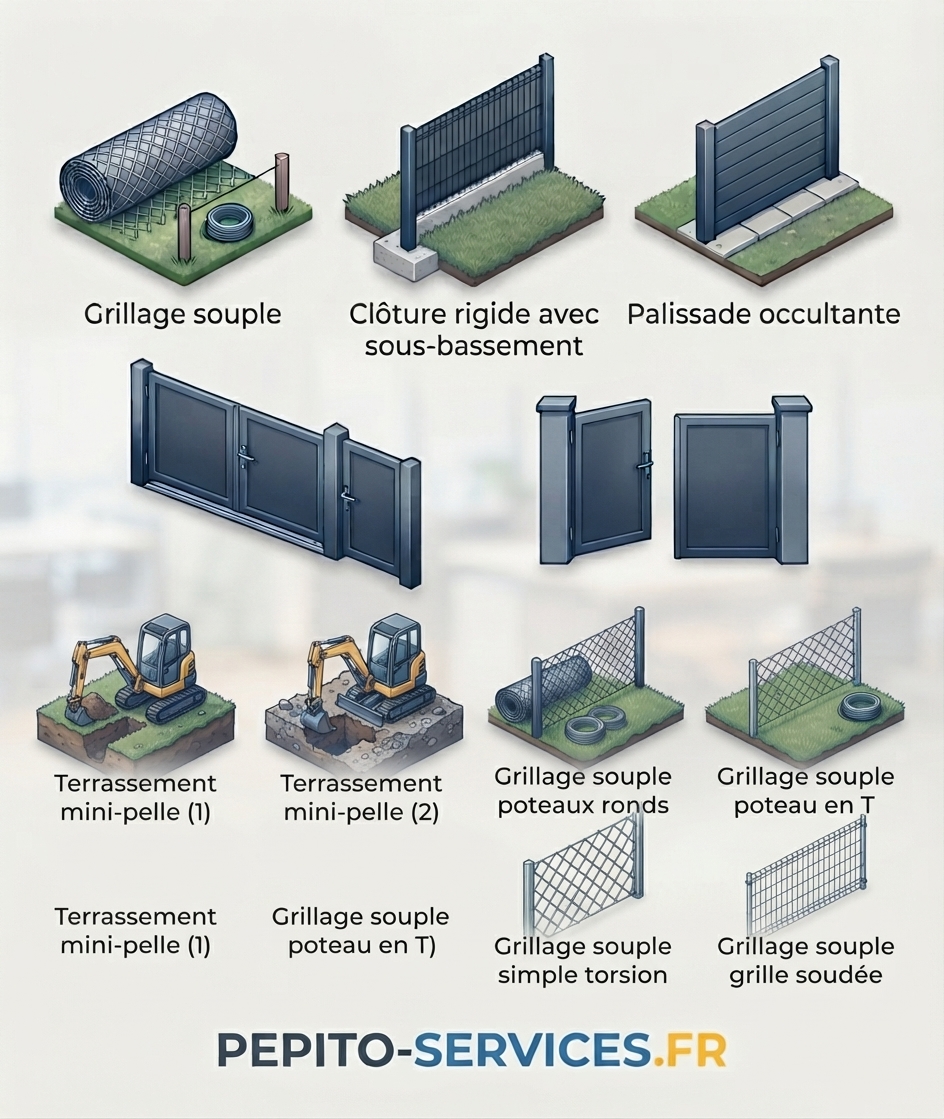 Grillage souple
Clôture rigide avec
sous-bassement
Palissade occultante
Terrassement
mini-pelle (1)
Terrassement
mini-pelle (2)
Grillage souple
poteaux ronds
Grillage souple
poteau en T
Terrassement
mini-pelle (1)
Grillage souple
poteau en T)
Grillage souple
simple torsion
Grillage souple
grille soudée
PEPITO-SERVICES.FR